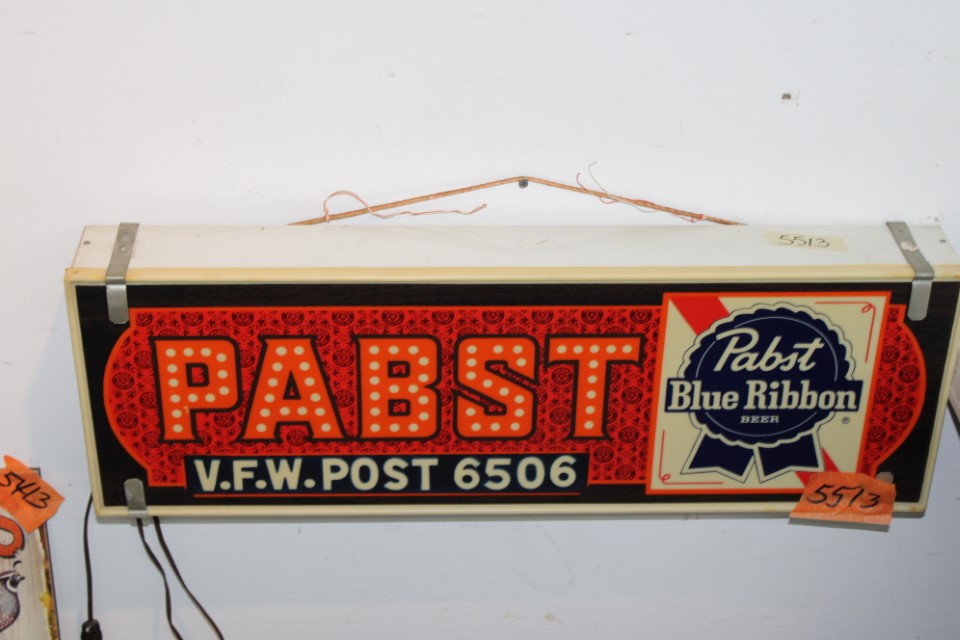 5513
PABST
V.F.W. POST 6506
Pabst
Blue Ribbon
BEER
®
5513
5413